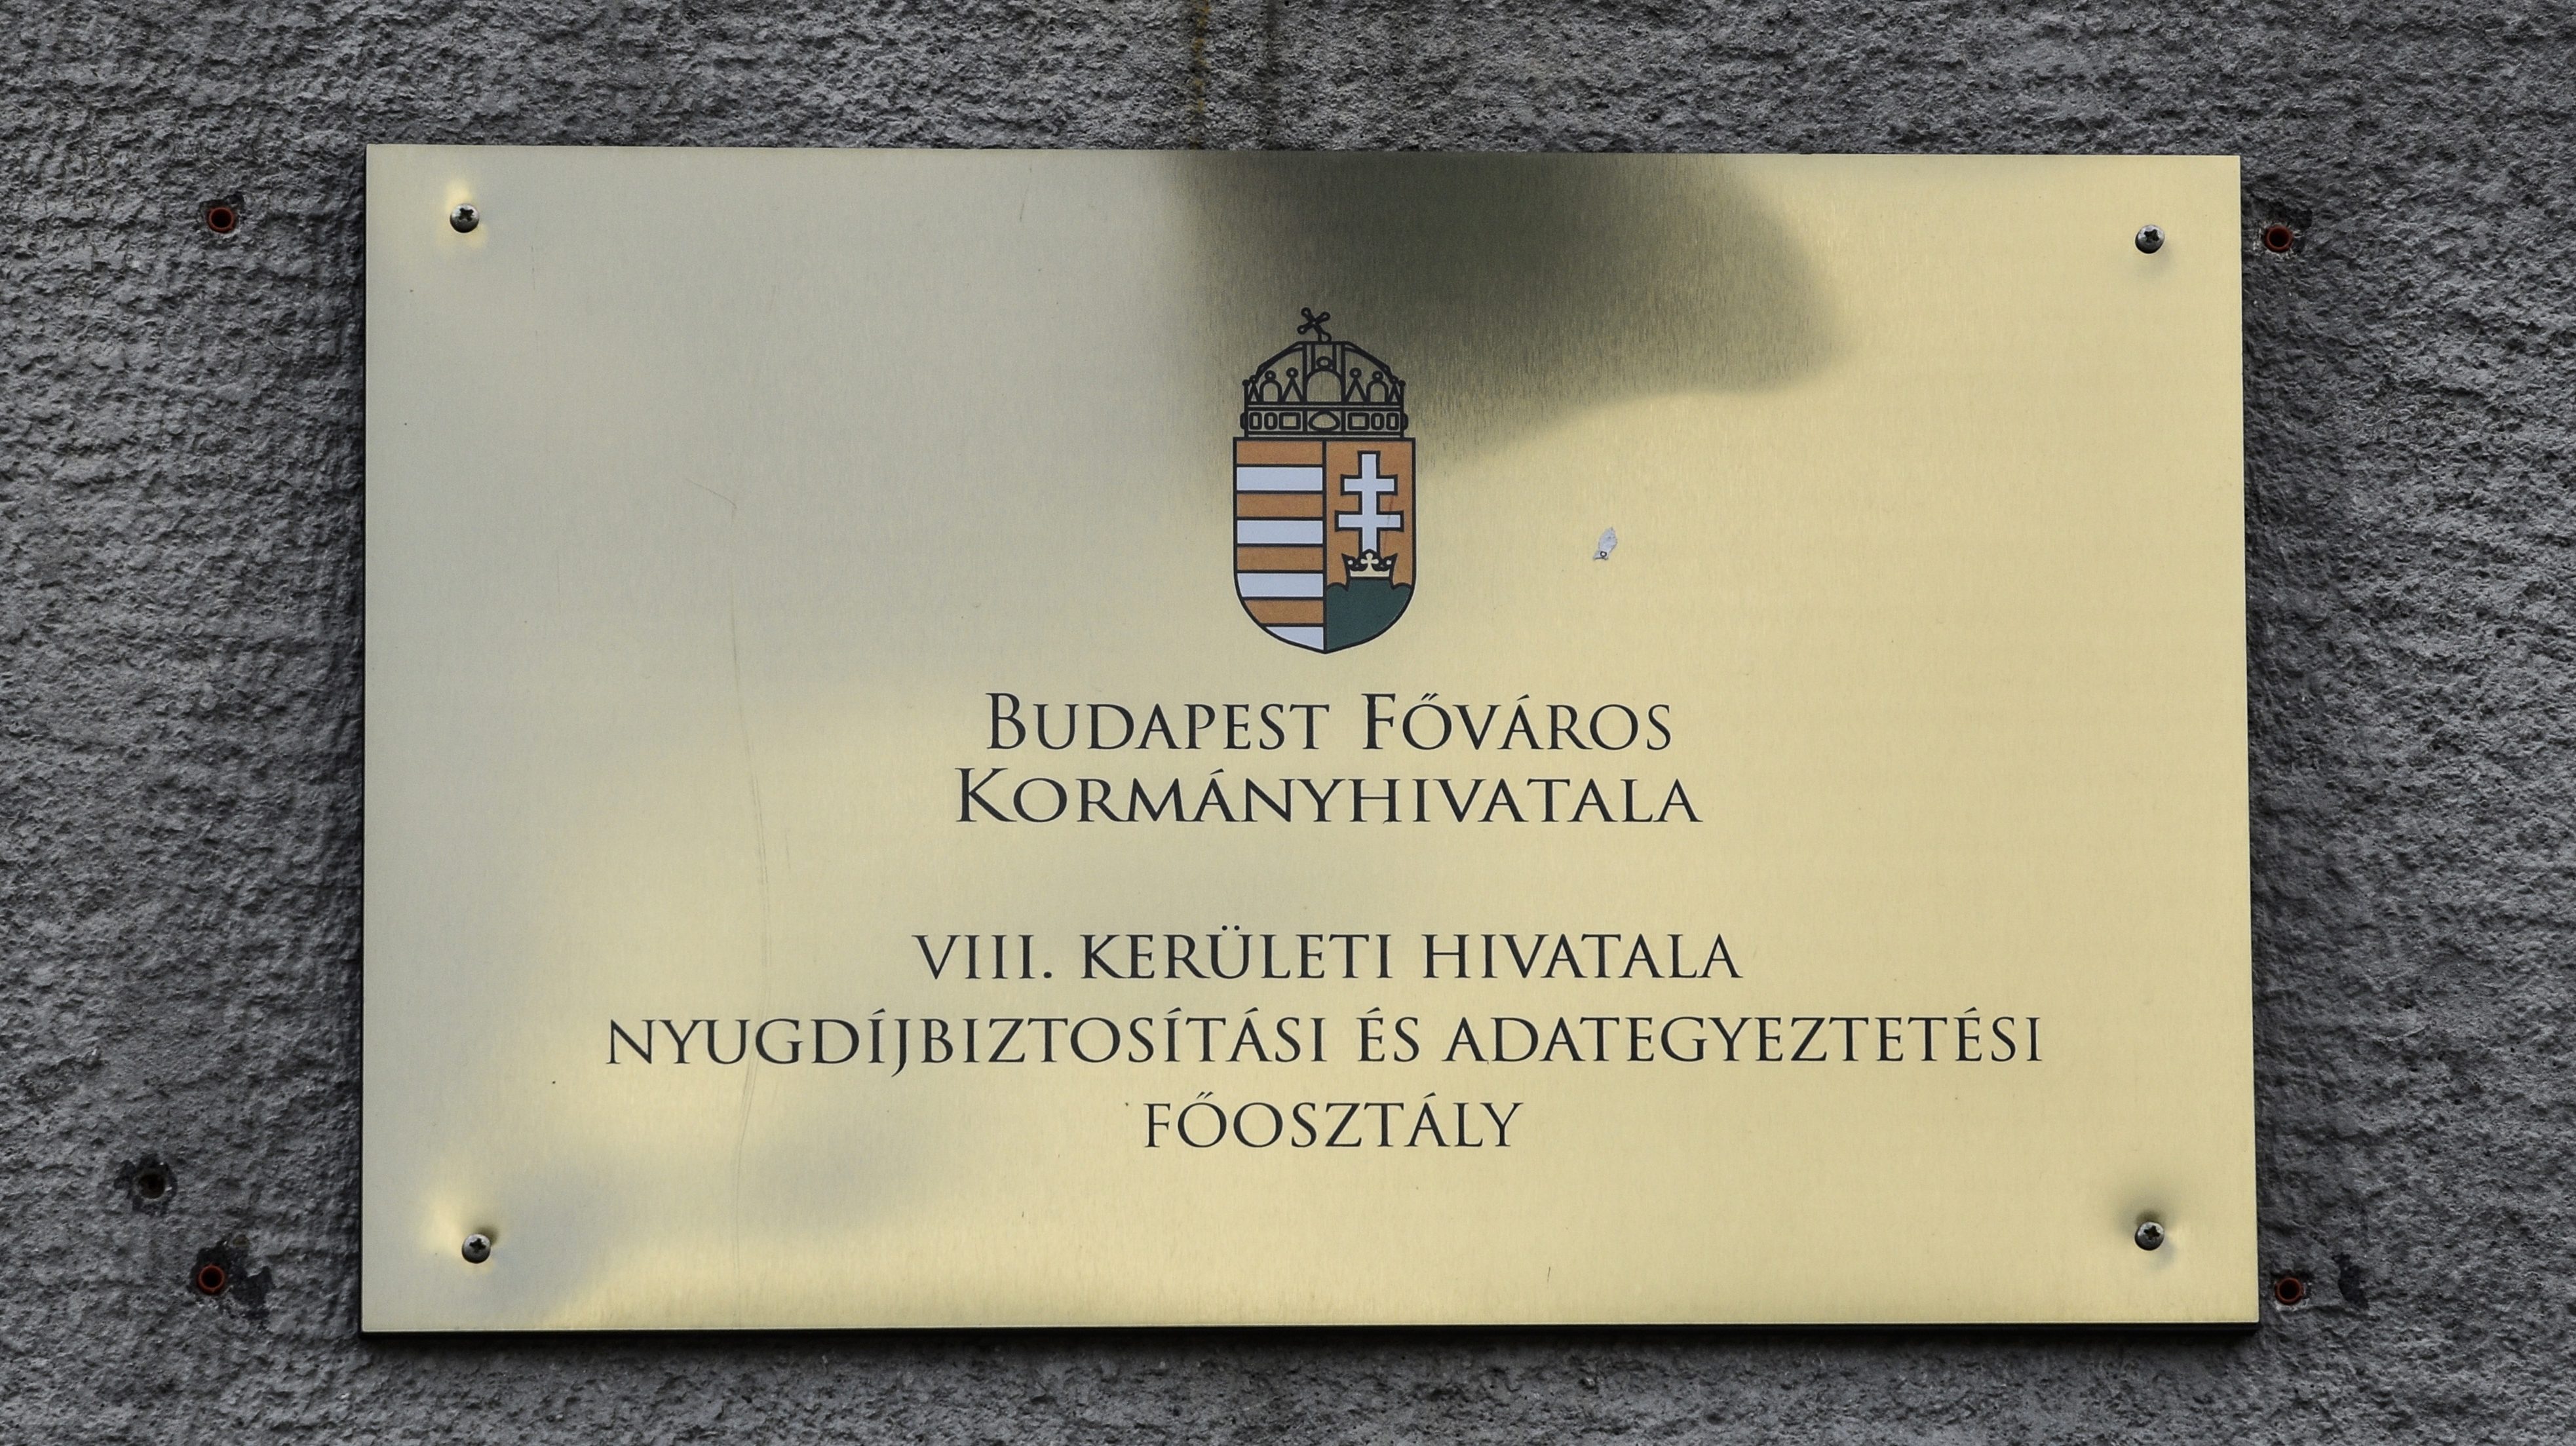 BUDAPEST FŐVÁROS
KORMÁNYHIVATALA
VIII. KERÜLETI HIVATALA
NYUGDÍJBIZTOSÍTÁSI ÉS ADATEGYEZTETÉSI
FŐOSZTÁLY